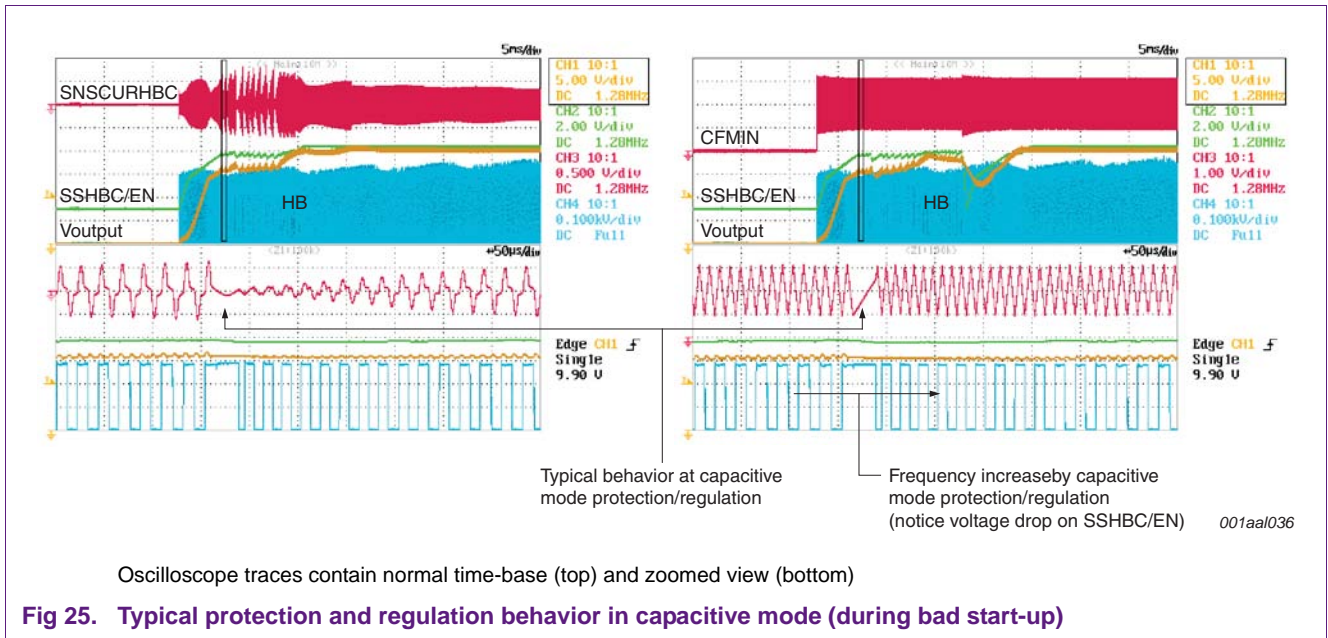 5ms/div
<< Main:10M >>
SNSCURHBC
SSHBC/EN
HB
Voutput
CH1 10:1
5.00 V/div
DC 1.28MHz
CH2 10:1
2.00 V/div
DC 1.28MHz
CH3 10:1
0.500 V/div
DC 1.28MHz
CH4 10:1
0.100kV/div
DC Full
50µs/div
Edge CH1
Single
9.90 V
5ms/div
<< Main:10M >>
CFMIN
SSHBC/EN
HB
Voutput
CH1 10:1
5.00 V/div
DC 1.28MHz
CH2 10:1
2.00 V/div
DC 1.28MHz
CH3 10:1
1.00 V/div
DC 1.28MHz
CH4 10:1
0.100kV/div
DC Full
50µs/div
Edge CH1
Single
9.90 V
Typical behavior at capacitive
mode protection/regulation
Frequency increaseby capacitive
mode protection/regulation
(notice voltage drop on SSHBC/EN)
001aal036
Oscilloscope traces contain normal time-base (top) and zoomed view (bottom)
Fig 25. Typical protection and regulation behavior in capacitive mode (during bad start-up)